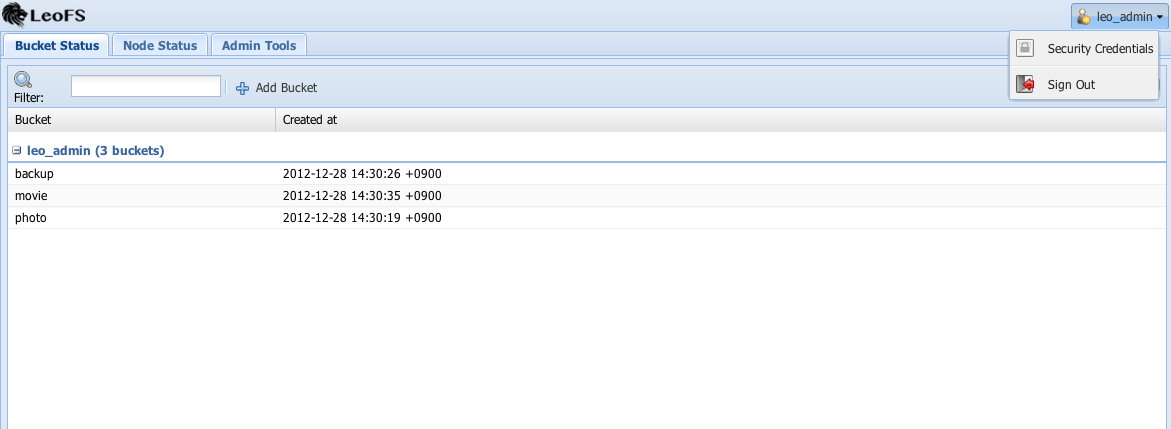 LeoFS
leo_admin
Bucket Status Node Status Admin Tools
Security Credentials
Sign Out
Filter:
Add Bucket
Bucket Created at
leo_admin (3 buckets)
backup 2012-12-28 14:30:26 +0900
movie 2012-12-28 14:30:35 +0900
photo 2012-12-28 14:30:19 +0900